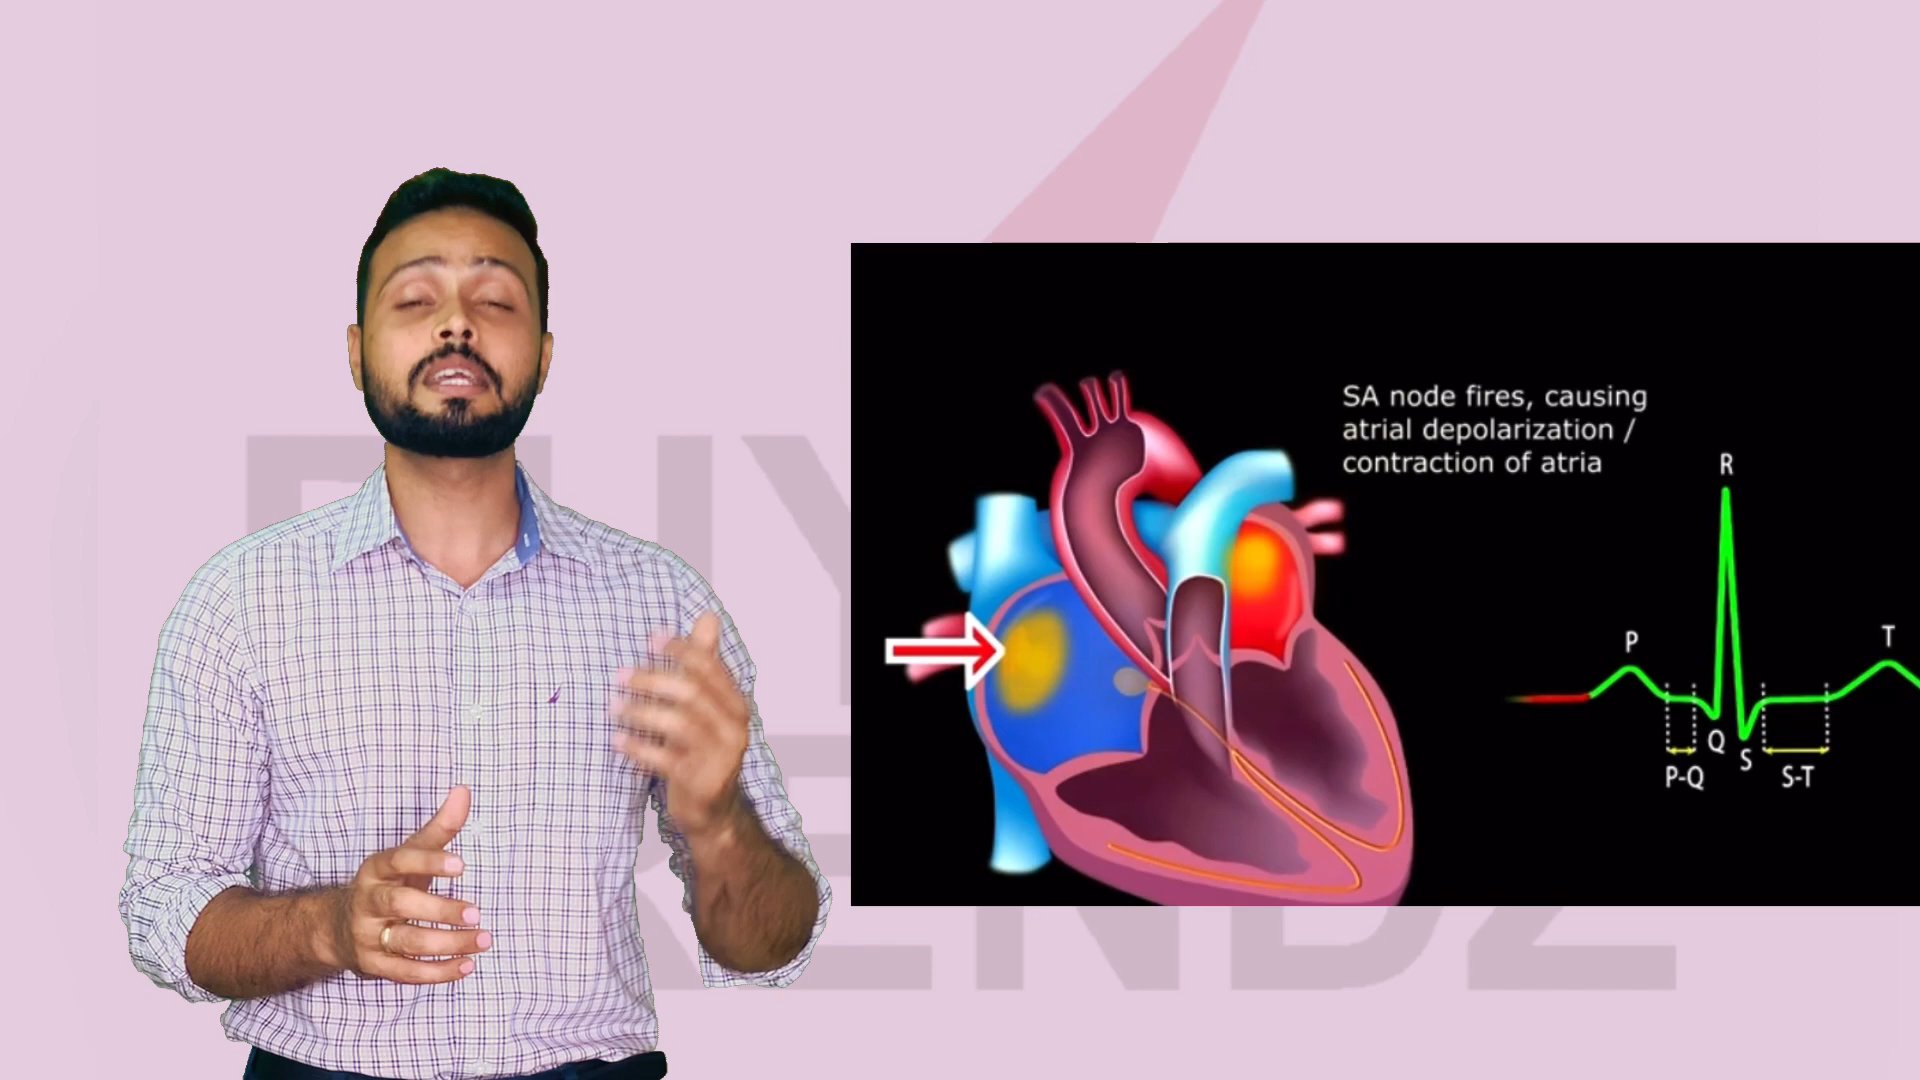 SA node fires, causing
atrial depolarization /
contraction of atria
R
P
T
Q
S
P-Q
S-T